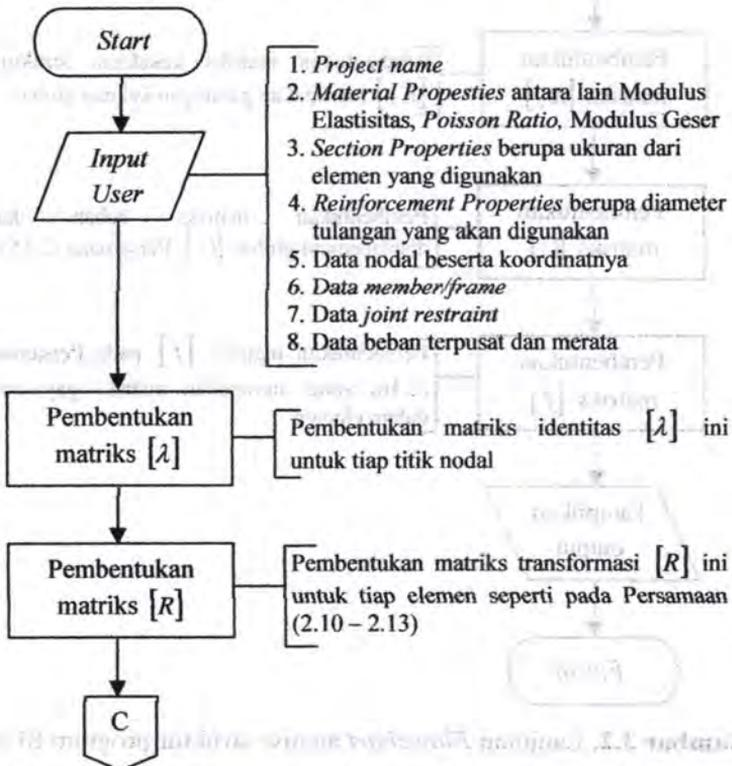 Start
Input
User
1. Project name
2. Material Propesties antara lain Modulus
Elastisitas, Poisson Ratio, Modulus Geser
3. Section Properties berupa ukuran dari
elemen yang digunakan
4. Reinforcement Properties berupa diameter
tulangan yang akan digunakan
5. Data nodal beserta koordinatnya
6. Data member/frame
7. Data joint restraint
8. Data beban terpusat dan merata
Pembentukan
matriks [λ]
Pembentukan matriks identitas [λ] ini
untuk tiap titik nodal
Pembentukan
matriks [R]
Pembentukan matriks transformasi [R] ini
untuk tiap elemen seperti pada Persamaan
(2.10 – 2.13)
C